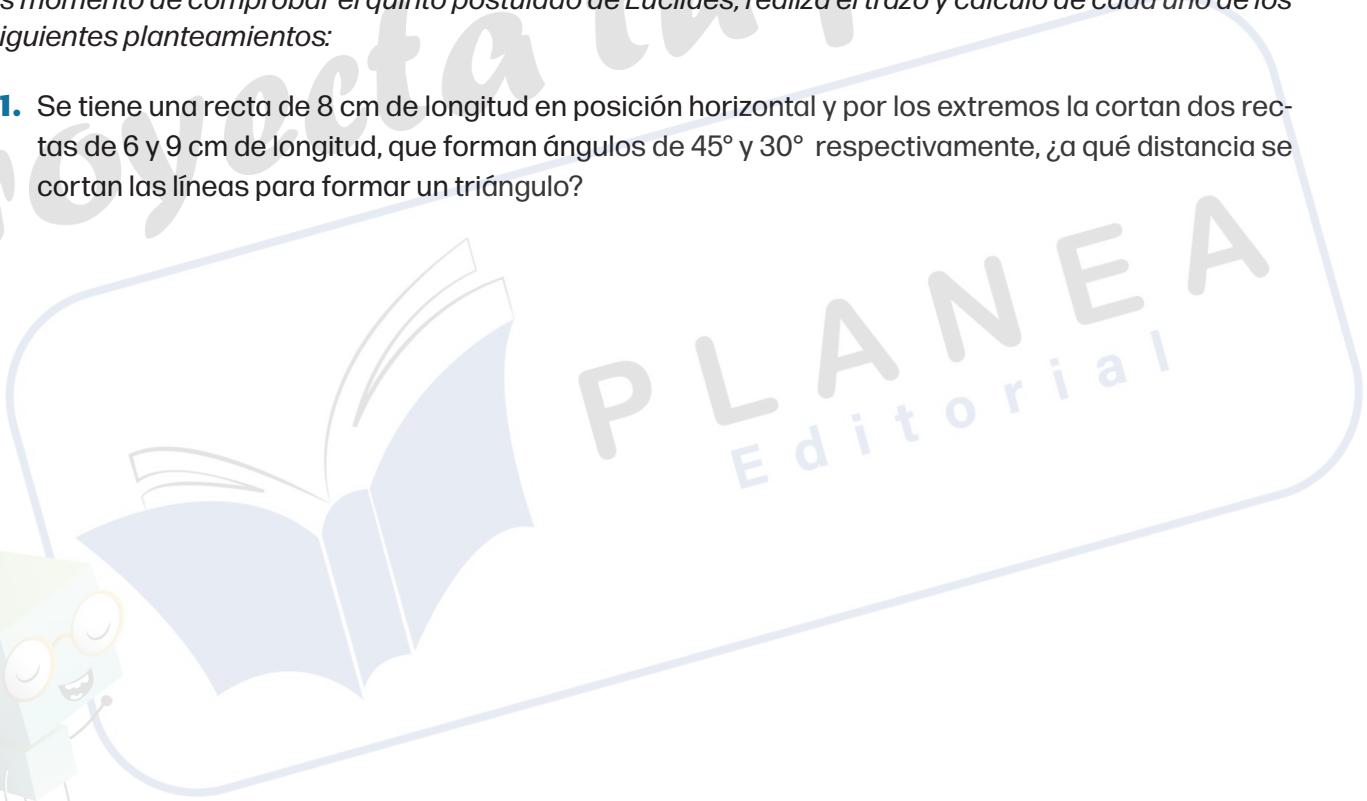 s momento de comprobar el quinto postulado de Euclides, realiza el trazo y cálculo de cada uno de los
iguientes planteamientos:
1. Se tiene una recta de 8 cm de longitud en posición horizontal y por los extremos la cortan dos rec-
tas de 6 y 9 cm de longitud, que forman ángulos de 45° y 30° respectivamente, ¿a qué distancia se
cortan las líneas para formar un triángulo?
PLANEA
Editorial